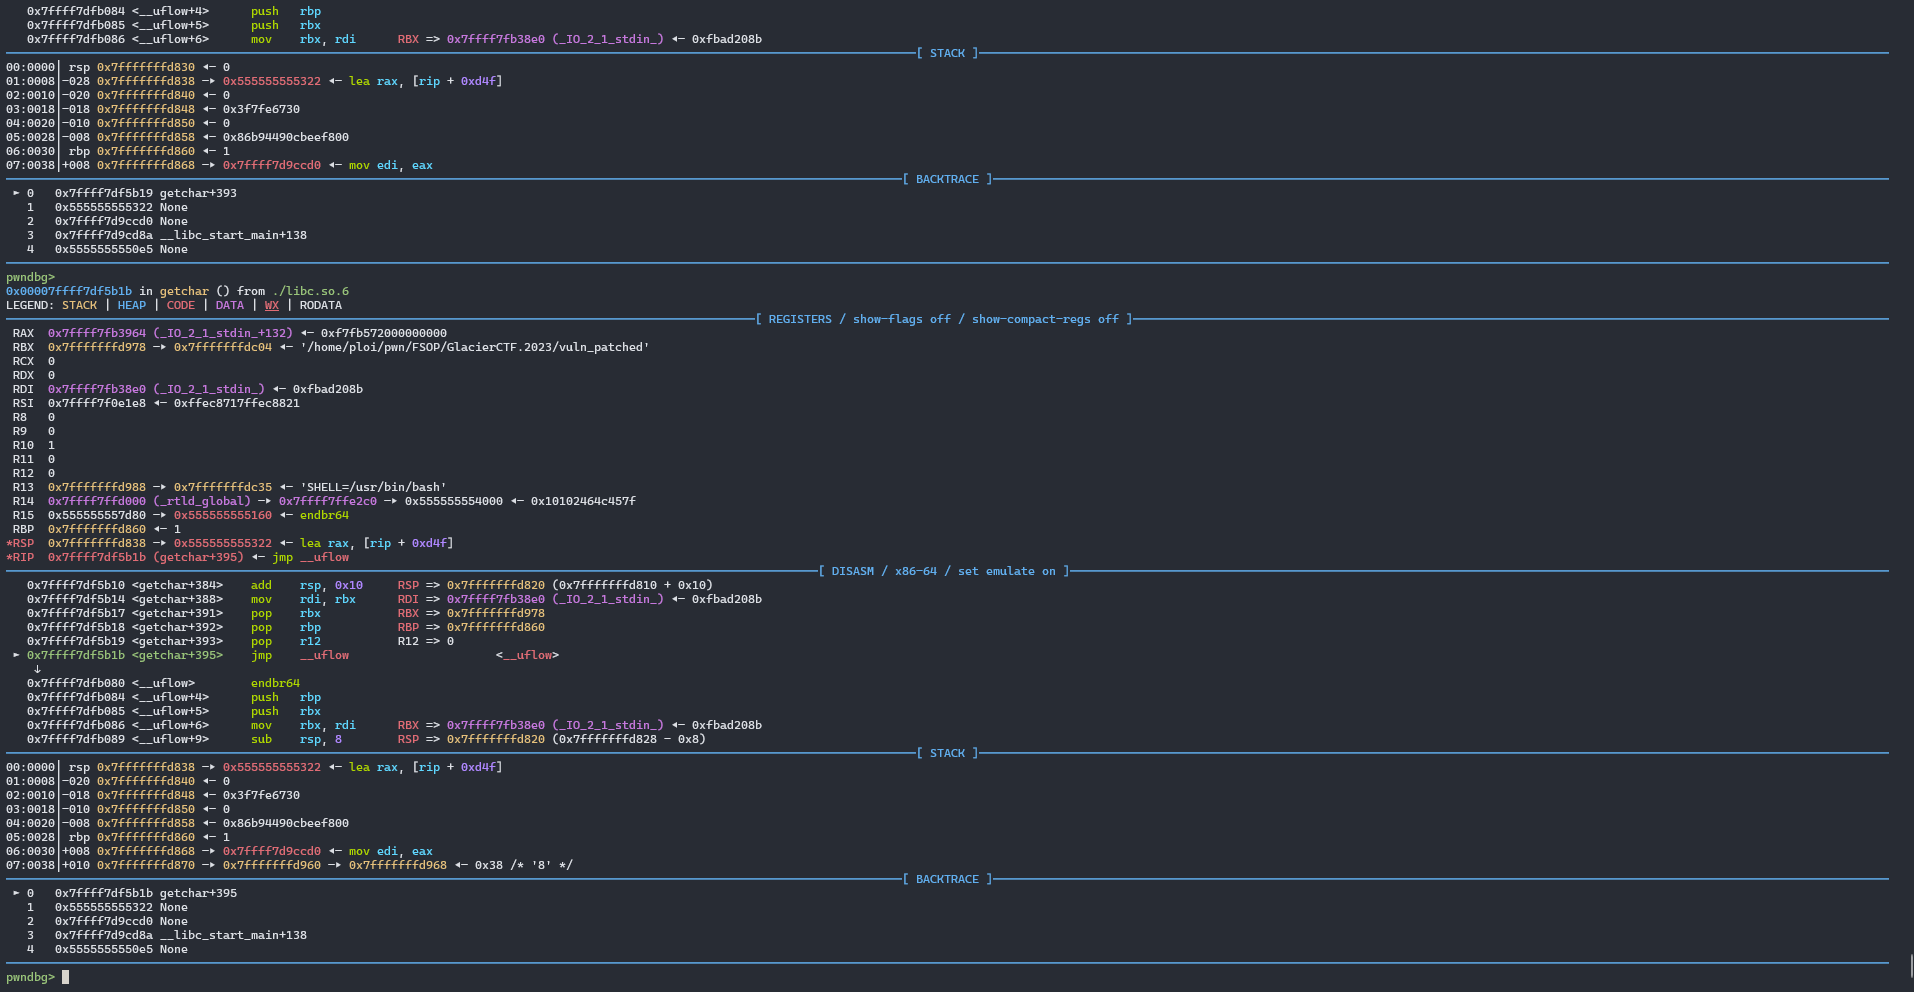 0x7ffff7dfb084 <__uflow+4>      push   rbp
0x7ffff7dfb085 <__uflow+5>      push   rbx
0x7ffff7dfb086 <__uflow+6>      mov    rbx, rdi      RBX => 0x7ffff7fb38e0 (_IO_2_1_stdin_) ◂— 0xfbad208b
[ STACK ]
00:0000│ rsp 0x7fffffffd830 ◂— 0
01:0008│-028 0x7fffffffd838 —▸ 0x555555555322 ◂— lea rax, [rip + 0xd4f]
02:0010│-020 0x7fffffffd840 ◂— 0
03:0018│-018 0x7fffffffd848 ◂— 0x3f7fe6730
04:0020│-010 0x7fffffffd850 ◂— 0
05:0028│-008 0x7fffffffd858 ◂— 0x86b94490cbeef800
06:0030│ rbp 0x7fffffffd860 ◂— 1
07:0038│+008 0x7fffffffd868 —▸ 0x7ffff7d9ccd0 ◂— mov edi, eax
[ BACKTRACE ]
► 0   0x7ffff7df5b19 getchar+393
1   0x555555555322 None
2   0x7ffff7d9ccd0 None
3   0x7ffff7d9cd8a __libc_start_main+138
4   0x5555555550e5 None
pwndbg>
0x00007ffff7df5b1b in getchar () from ./libc.so.6
LEGEND: STACK | HEAP | CODE | DATA | WX | RODATA
[ REGISTERS / show-flags off / show-compact-regs off ]
RAX  0x7ffff7fb3964 (_IO_2_1_stdin_+132) ◂— 0xf7fb572000000000
RBX  0x7fffffffd978 —▸ 0x7fffffffdc04 ◂— '/home/ploi/pwn/FSOP/GlacierCTF.2023/vuln_patched'
RCX  0
RDX  0
RDI  0x7ffff7fb38e0 (_IO_2_1_stdin_) ◂— 0xfbad208b
RSI  0x7ffff7f0e1e8 ◂— 0xffec8717ffec8821
R8   0
R9   0
R10  1
R11  0
R12  0
R13  0x7fffffffd988 —▸ 0x7fffffffdc35 ◂— 'SHELL=/usr/bin/bash'
R14  0x7ffff7ffd000 (_rtld_global) —▸ 0x7ffff7ffe2c0 —▸ 0x555555554000 ◂— 0x10102464c457f
R15  0x555555557d80 —▸ 0x555555555160 ◂— endbr64
RBP  0x7fffffffd860 ◂— 1
*RSP  0x7fffffffd838 —▸ 0x555555555322 ◂— lea rax, [rip + 0xd4f]
*RIP  0x7ffff7df5b1b (getchar+395) ◂— jmp __uflow
[ DISASM / x86-64 / set emulate on ]
0x7ffff7df5b10 <getchar+384>    add    rsp, 0x10     RSP => 0x7fffffffd820 (0x7fffffffd810 + 0x10)
0x7ffff7df5b14 <getchar+388>    mov    rdi, rbx      RDI => 0x7ffff7fb38e0 (_IO_2_1_stdin_) ◂— 0xfbad208b
0x7ffff7df5b17 <getchar+391>    pop    rbx           RBX => 0x7fffffffd978
0x7ffff7df5b18 <getchar+392>    pop    rbp           RBP => 0x7fffffffd860
0x7ffff7df5b19 <getchar+393>    pop    r12           R12 => 0
► 0x7ffff7df5b1b <getchar+395>    jmp    __uflow                     <__uflow>
↓
0x7ffff7dfb080 <__uflow>        endbr64
0x7ffff7dfb084 <__uflow+4>      push   rbp
0x7ffff7dfb085 <__uflow+5>      push   rbx
0x7ffff7dfb086 <__uflow+6>      mov    rbx, rdi      RBX => 0x7ffff7fb38e0 (_IO_2_1_stdin_) ◂— 0xfbad208b
0x7ffff7dfb089 <__uflow+9>      sub    rsp, 8        RSP => 0x7fffffffd820 (0x7fffffffd828 - 0x8)
[ STACK ]
00:0000│ rsp 0x7fffffffd838 —▸ 0x555555555322 ◂— lea rax, [rip + 0xd4f]
01:0008│-020 0x7fffffffd840 ◂— 0
02:0010│-018 0x7fffffffd848 ◂— 0x3f7fe6730
03:0018│-010 0x7fffffffd850 ◂— 0
04:0020│-008 0x7fffffffd858 ◂— 0x86b94490cbeef800
05:0028│ rbp 0x7fffffffd860 ◂— 1
06:0030│+008 0x7fffffffd868 —▸ 0x7ffff7d9ccd0 ◂— mov edi, eax
07:0038│+010 0x7fffffffd870 —▸ 0x7fffffffd960 —▸ 0x7fffffffd968 ◂— 0x38 /* '8' */
[ BACKTRACE ]
► 0   0x7ffff7df5b1b getchar+395
1   0x555555555322 None
2   0x7ffff7d9ccd0 None
3   0x7ffff7d9cd8a __libc_start_main+138
4   0x5555555550e5 None
pwndbg>